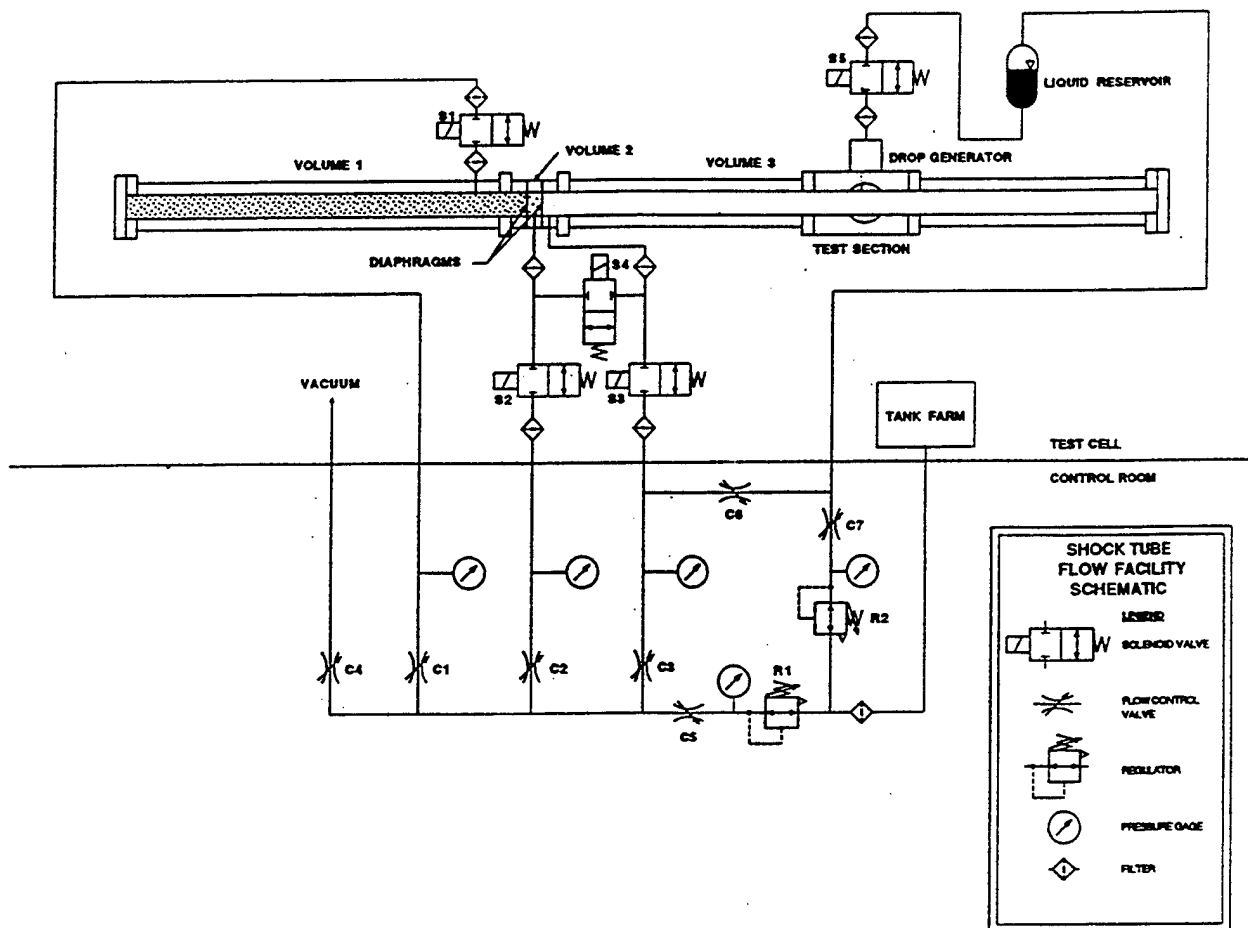 S5
LIQUID RESERVOIR
S1
VOLUME 1
VOLUME 2
VOLUME 3
DROP GENERATOR
DIAPHRAGMS
S4
TEST SECTION
VACUUM
S2
S3
TANK FARM
TEST CELL
CONTROL ROOM
C6
C7
R2
C4
C1
C2
C3
R1
C5
SHOCK TUBE
FLOW FACILITY
SCHEMATIC
LEGEND
SOLENOID VALVE
FLOW CONTROL
VALVE
REGULATOR
PRESSURE GAGE
FILTER